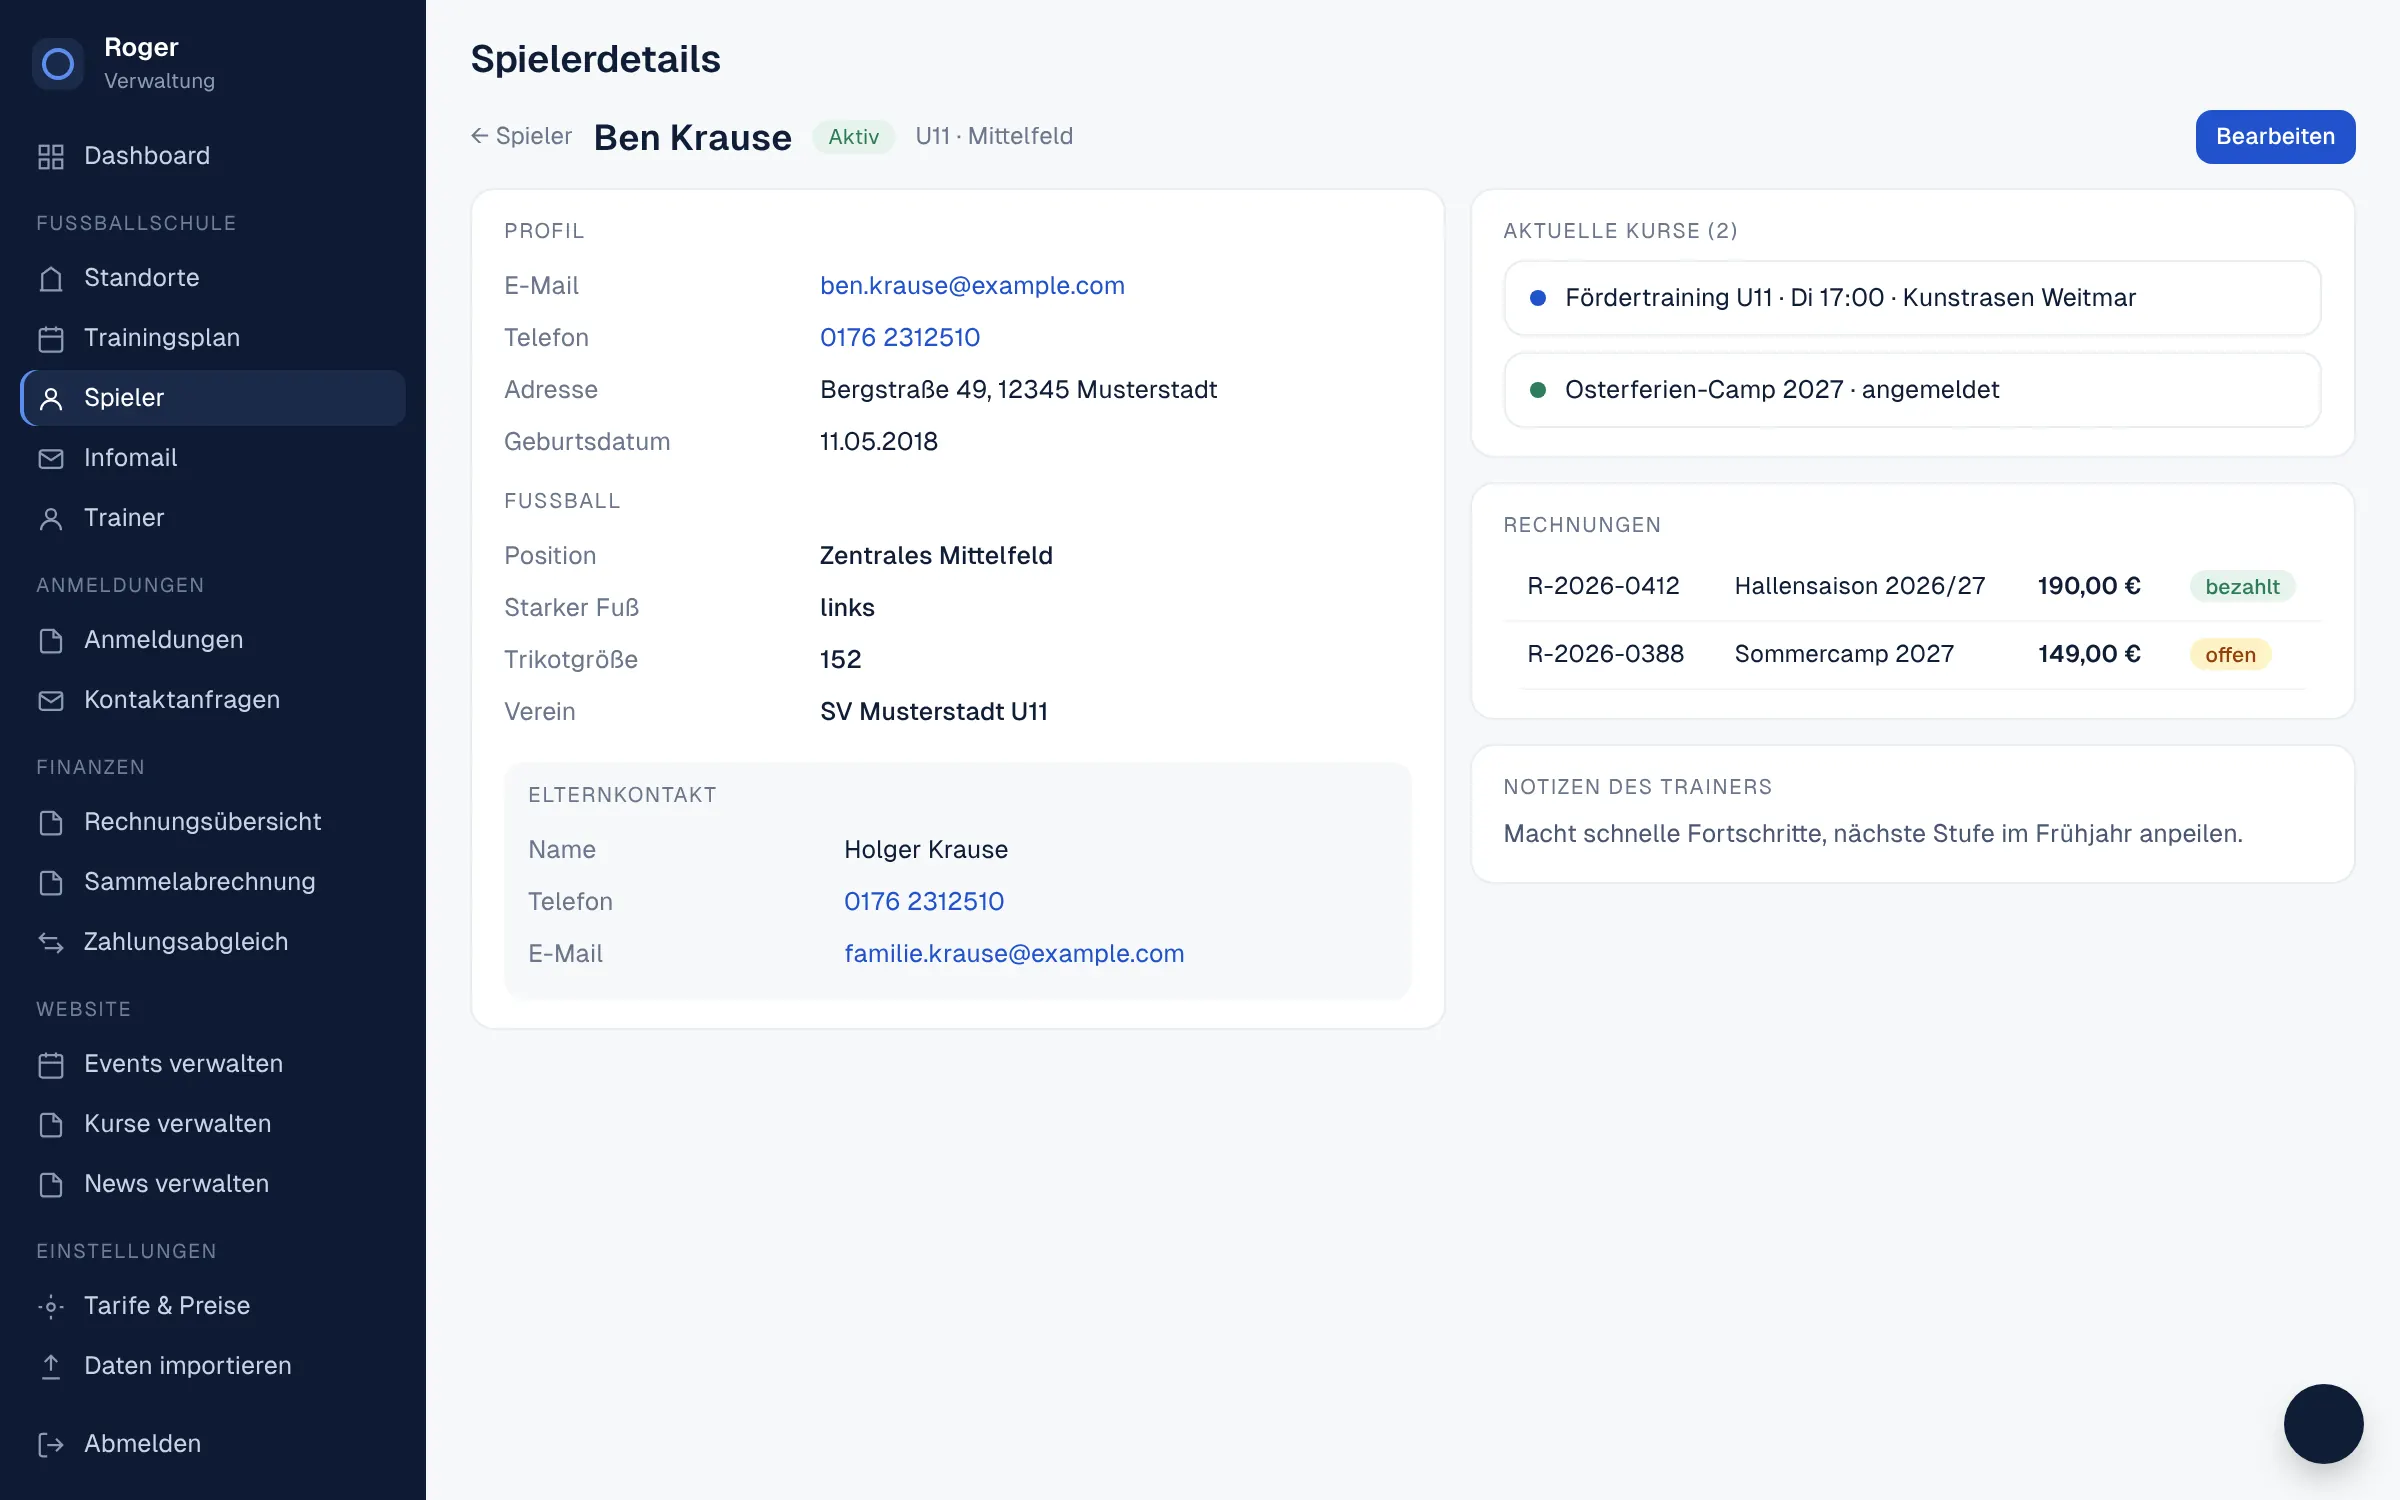 Roger
Verwaltung
Dashboard
FUSSBALLSCHULE
Standorte
Trainingsplan
Spieler
Infomail
Trainer
ANMELDUNGEN
Anmeldungen
Kontaktanfragen
FINANZEN
Rechnungsübersicht
Sammelabrechnung
Zahlungsabgleich
WEBSITE
Events verwalten
Kurse verwalten
News verwalten
EINSTELLUNGEN
Tarife & Preise
Daten importieren
Abmelden
Spielerdetails
← Spieler Ben Krause Aktiv U11 · Mittelfeld
Bearbeiten
PROFIL
E-Mail ben.krause@example.com
Telefon 0176 2312510
Adresse Bergstraße 49, 12345 Musterstadt
Geburtsdatum 11.05.2018
FUSSBALL
Position Zentrales Mittelfeld
Starker Fuß links
Trikotgröße 152
Verein SV Musterstadt U11
ELTERNKONTAKT
Name Holger Krause
Telefon 0176 2312510
E-Mail familie.krause@example.com
AKTUELLE KURSE (2)
Fördertraining U11 · Di 17:00 · Kunstrasen Weitmar
Osterferien-Camp 2027 · angemeldet
RECHNUNGEN
R-2026-0412 Hallensaison 2026/27 190,00 € bezahlt
R-2026-0388 Sommercamp 2027 149,00 € offen
NOTIZEN DES TRAINERS
Macht schnelle Fortschritte, nächste Stufe im Frühjahr anpeilen.